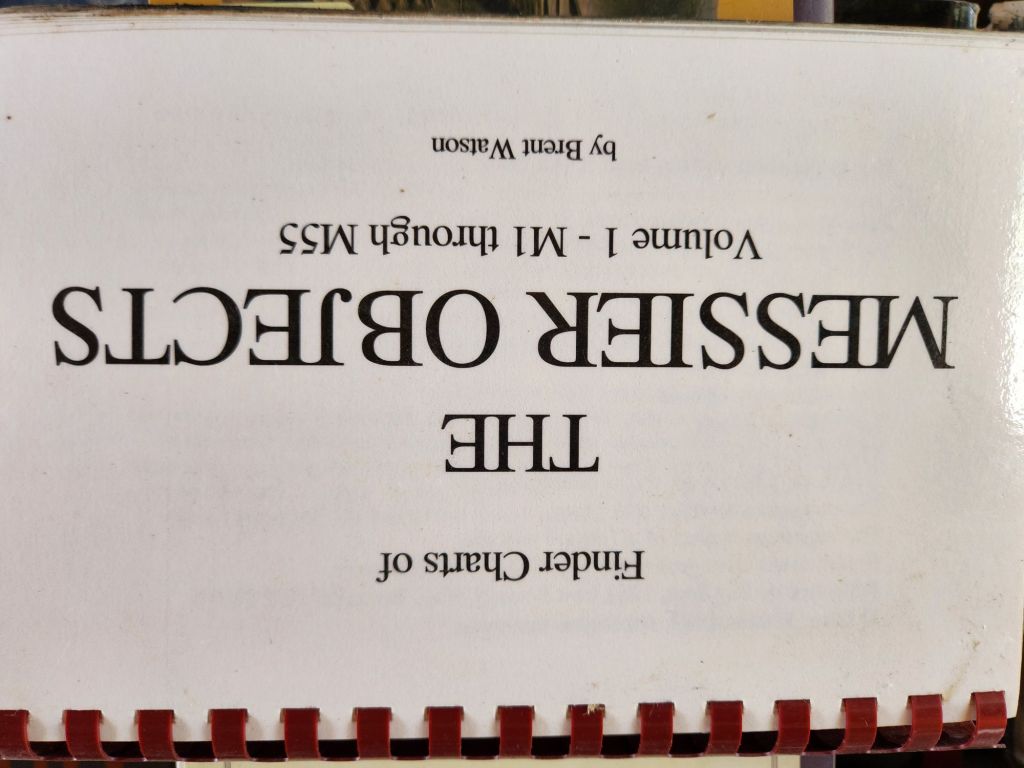 Finder Charts of
THE
MESSIER OBJECTS
Volume 1 - M1 through M55
by Brent Watson